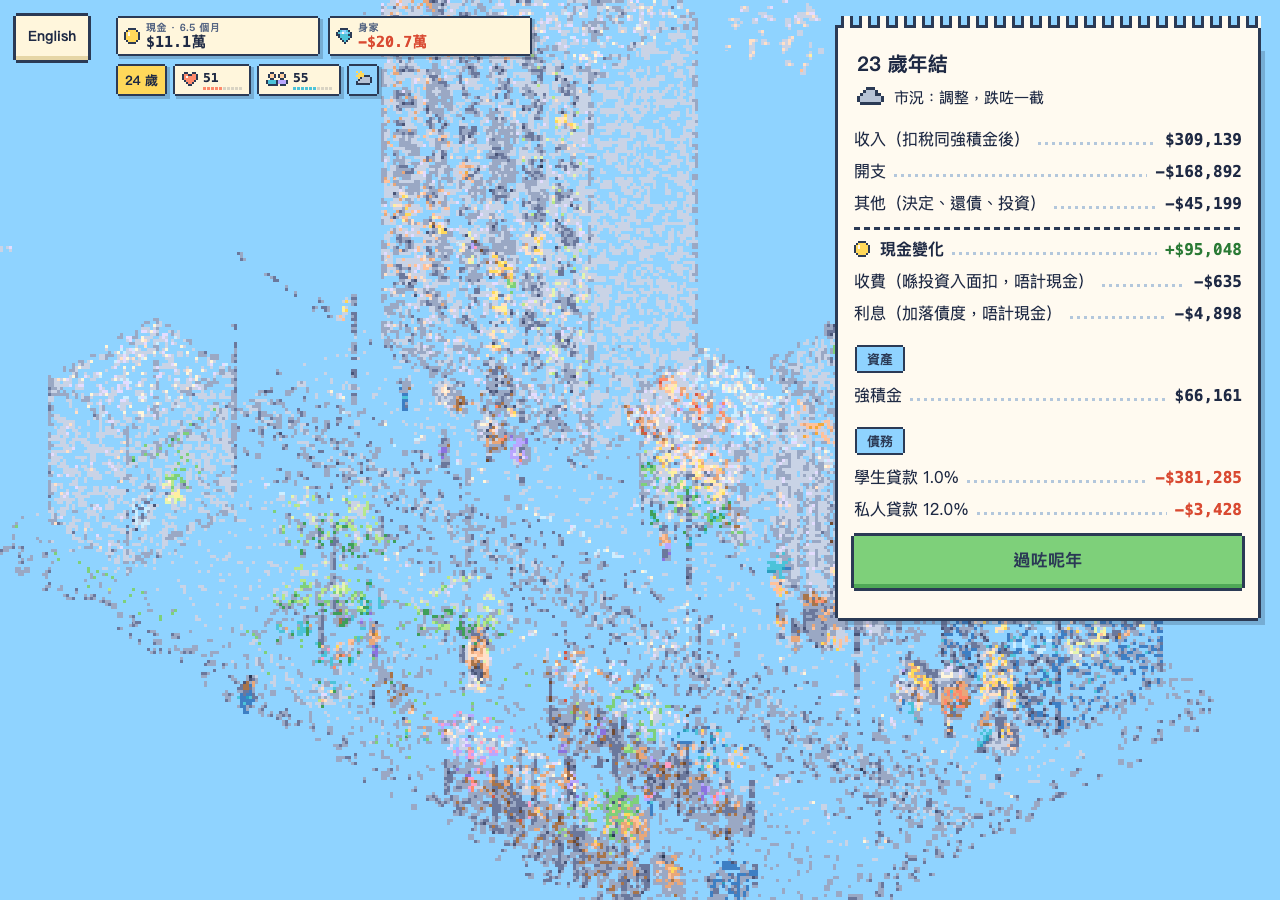 English
現金 · 6.5 個月
$11.1萬
身家
−$20.7萬
24 歲
51
55
23 歲年結
市況：調整，跌咗一截
收入（扣稅同強積金後） $309,139
開支 −$168,892
其他（決定、還債、投資） −$45,199
現金變化 +$95,048
收費（喺投資入面扣，唔計現金） −$635
利息（加落債度，唔計現金） −$4,898
資產
強積金 $66,161
債務
學生貸款 1.0% −$381,285
私人貸款 12.0% −$3,428
過咗呢年